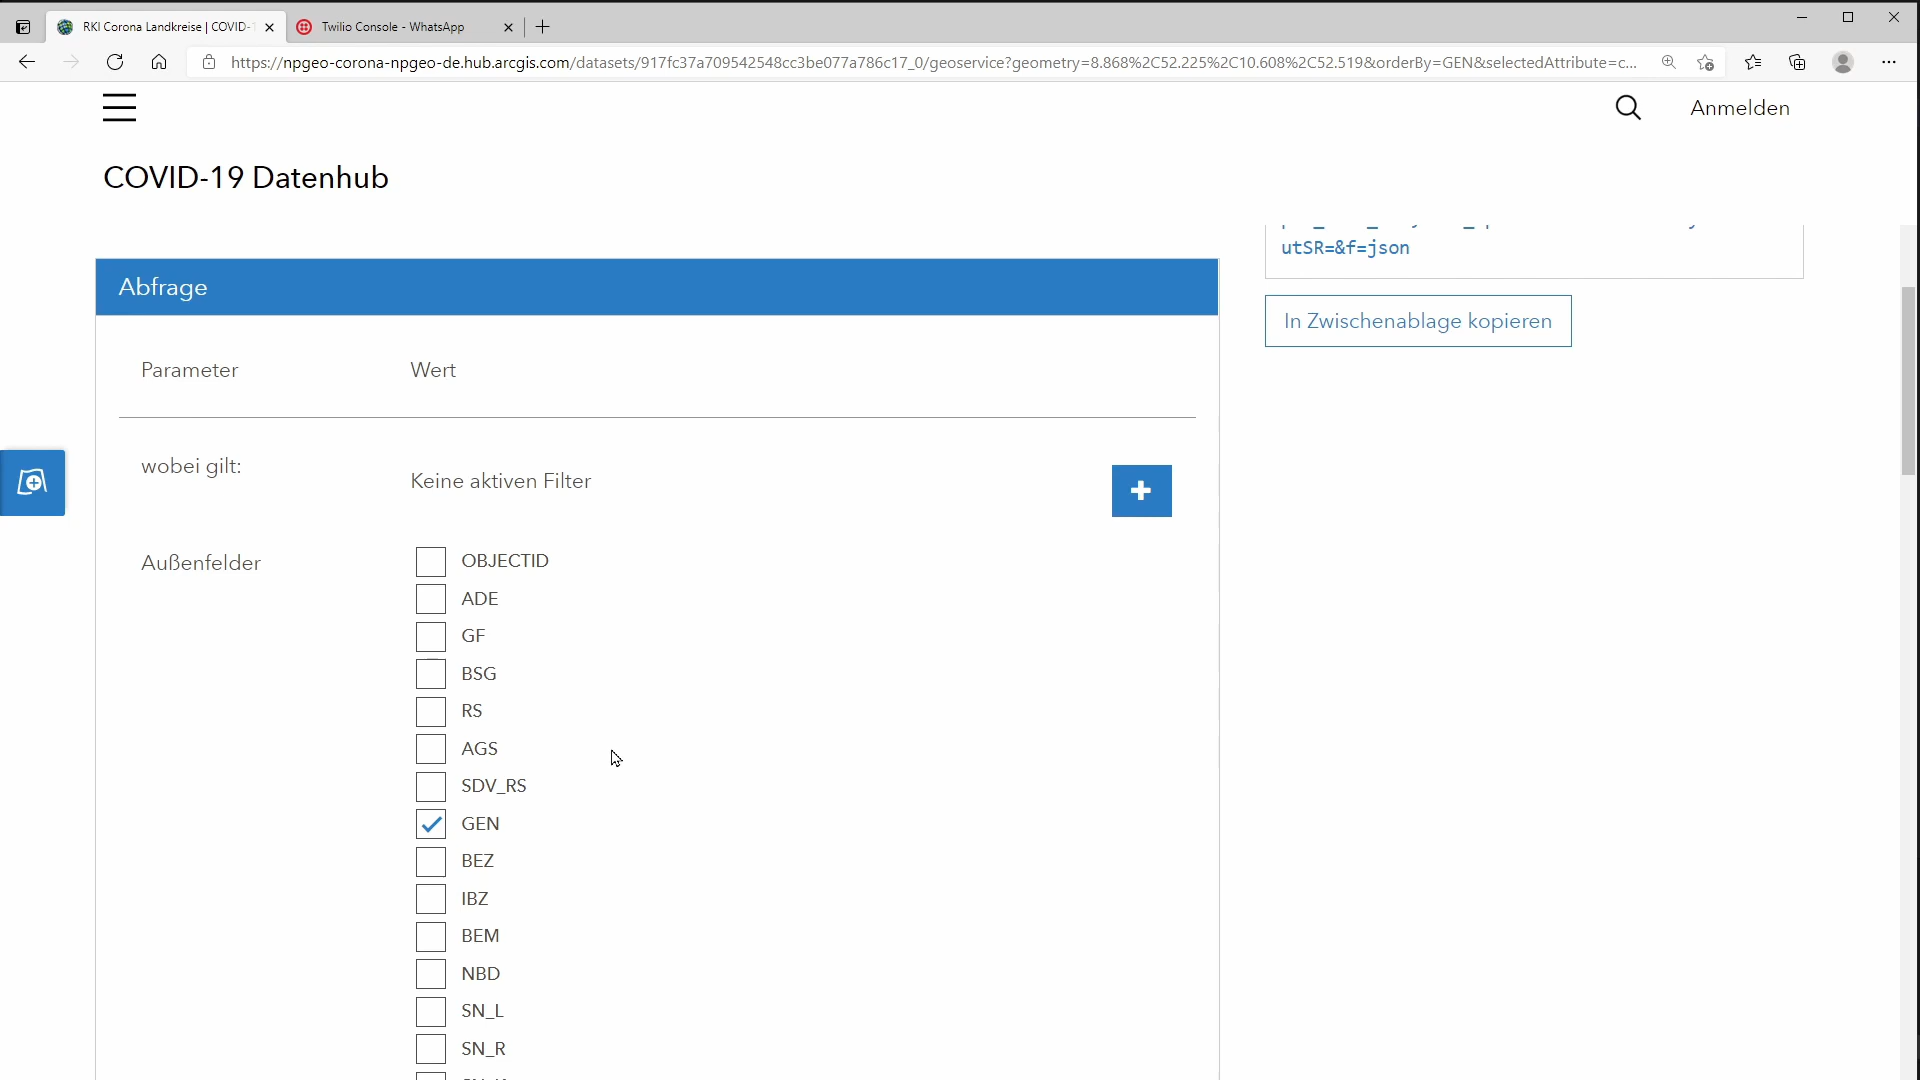 RKI Corona Landkreise | COVID-
Twilio Console - WhatsApp
https://npgeo-corona-npgeo-de.hub.arcgis.com/datasets/917fc37a709542548cc3be077a786c17_0/geoservice?geometry=8.868%2C52.225%2C10.608%2C52.519&orderBy=GEN&selectedAttribute=c...
Anmelden
COVID-19 Datenhub
utSR=&f=json
In Zwischenablage kopieren
Abfrage
Parameter Wert
wobei gilt: Keine aktiven Filter
Außenfelder
OBJECTID
ADE
GF
BSG
RS
AGS
SDV_RS
GEN
BEZ
IBZ
BEM
NBD
SN_L
SN_R